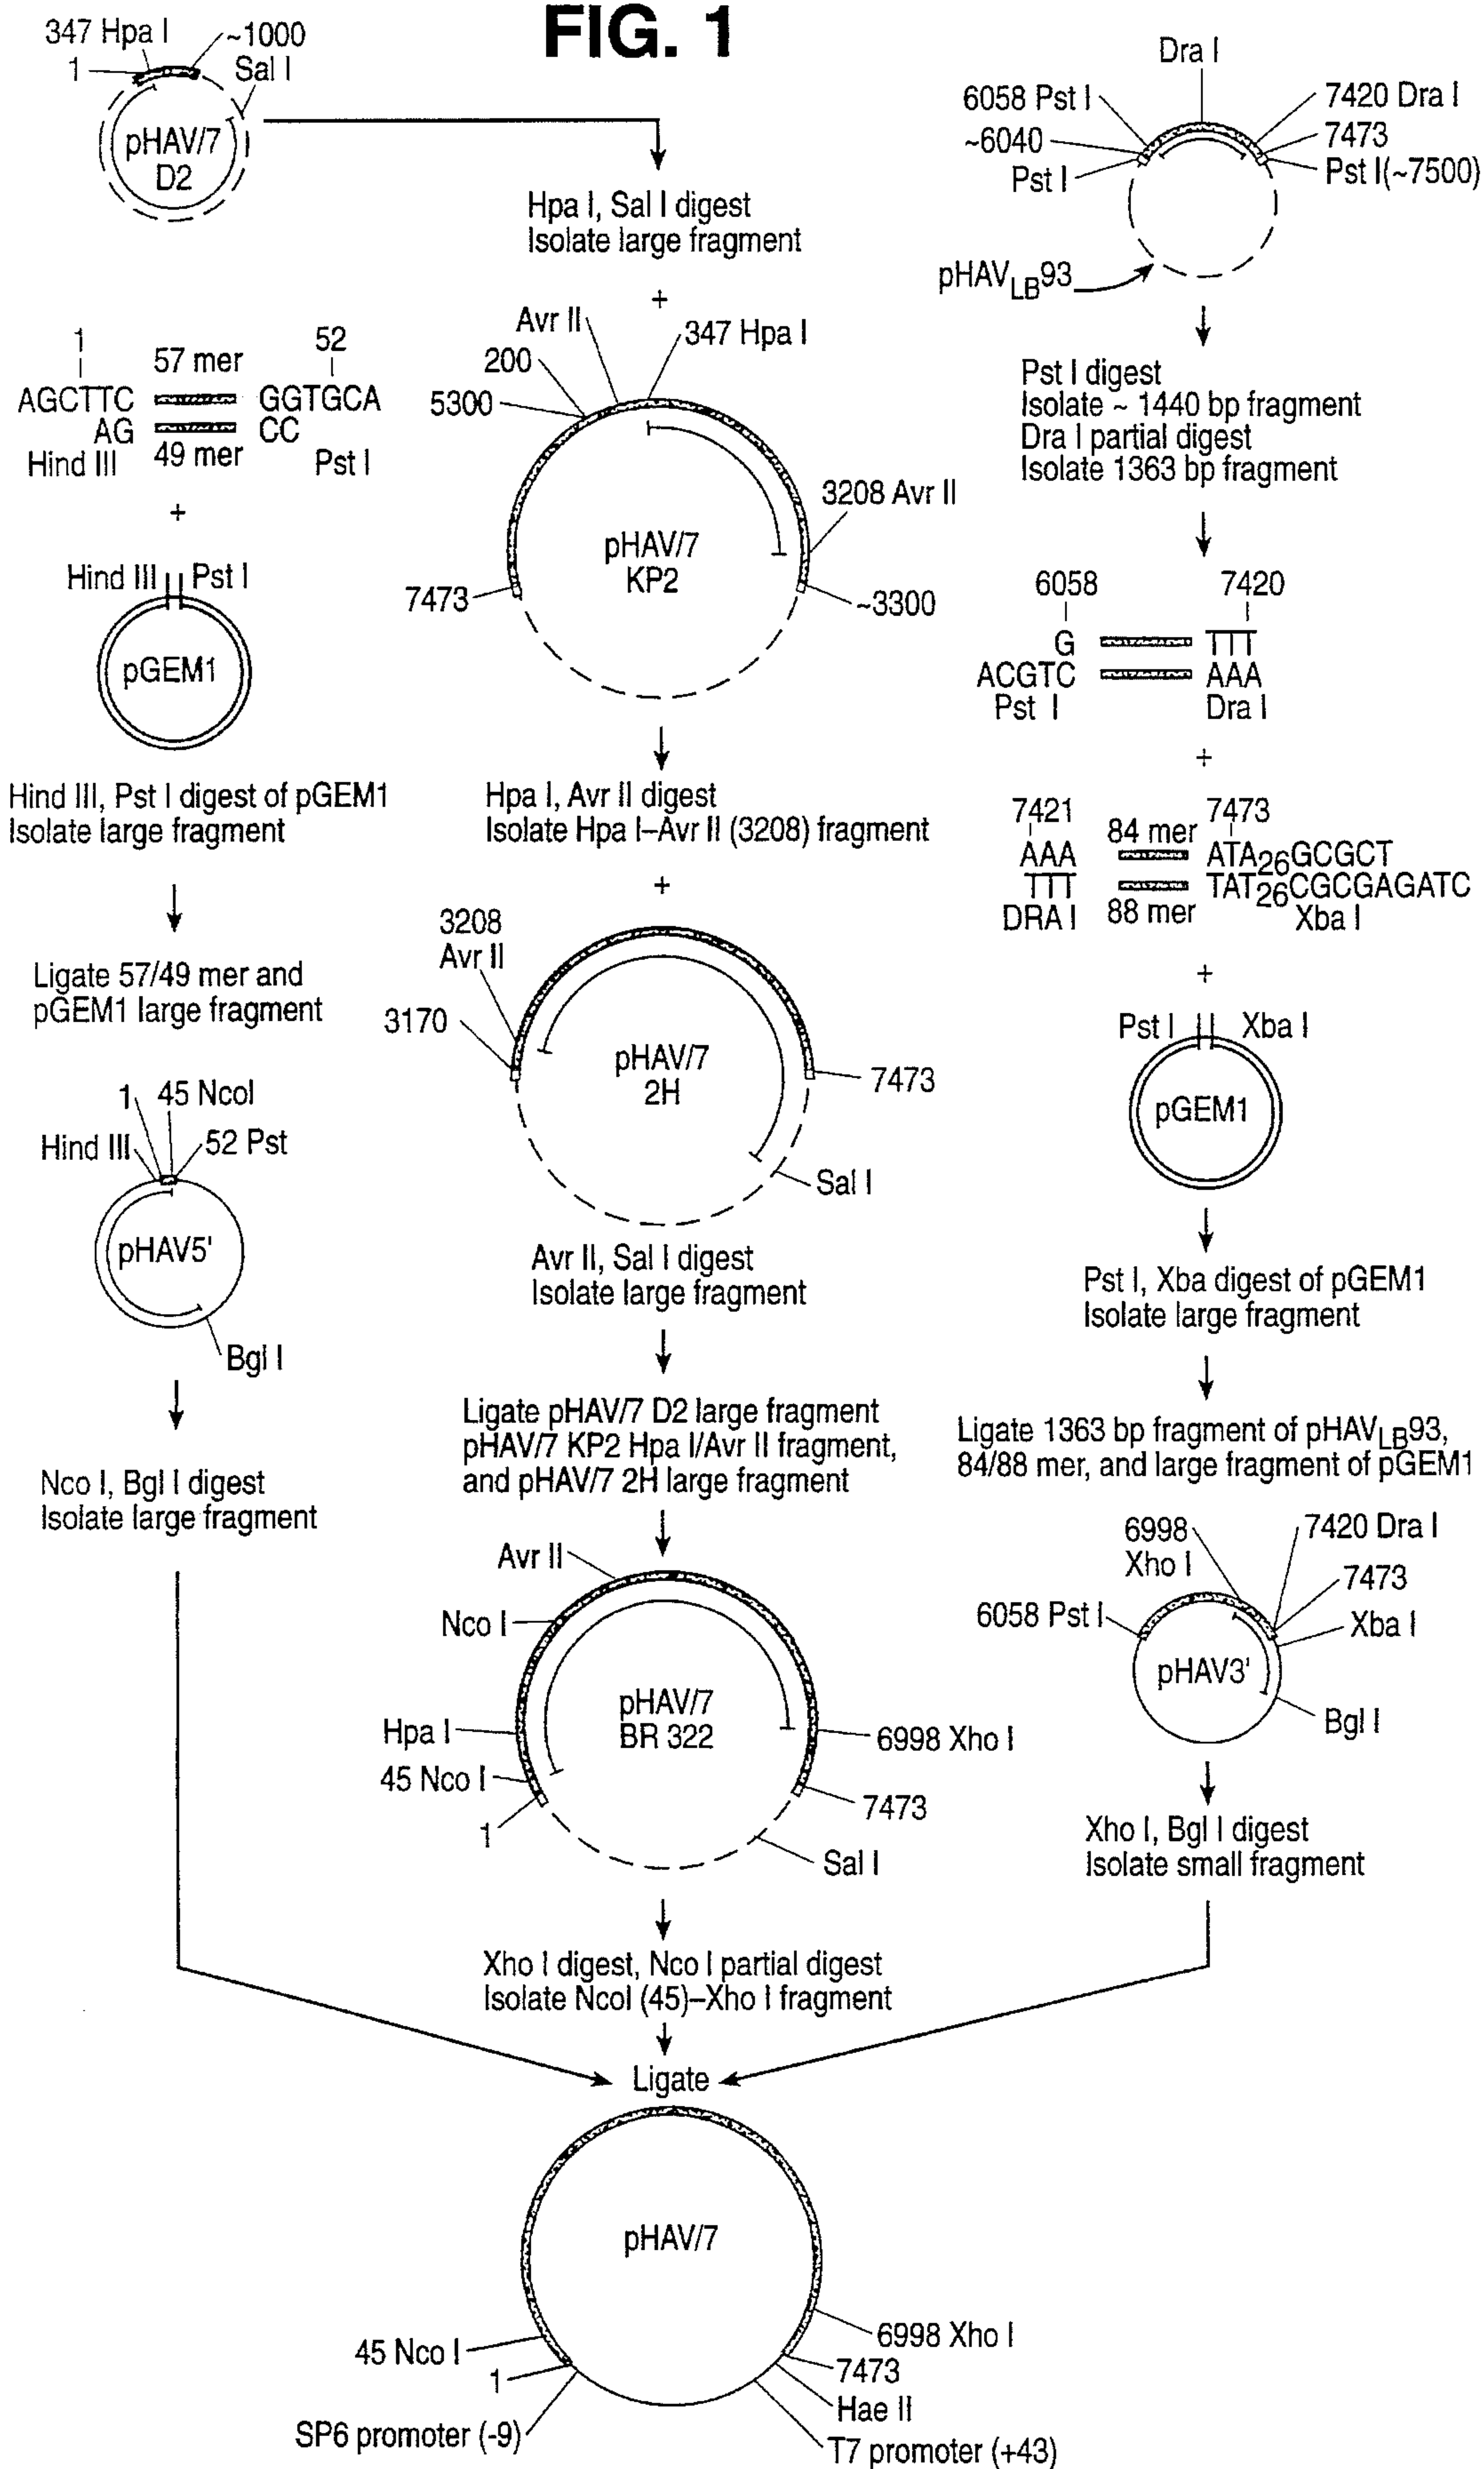 FIG. 1
347 Hpa I
~1000
1
Sal I
pHAV/7
D2
Hpa I, Sal I digest
Isolate large fragment
+
1
52
57 mer
AGCTTC
GGTGCA
AG
CC
49 mer
Hind III
Pst I
+
Hind III
Pst I
pGEM1
Hind III, Pst I digest of pGEM1
Isolate large fragment
Ligate 57/49 mer and
pGEM1 large fragment
1
45 NcoI
Hind III
52 Pst
pHAV5'
Bgl I
Nco I, Bgl I digest
Isolate large fragment
Avr II
347 Hpa I
200
5300
3208 Avr II
pHAV/7
KP2
7473
~3300
Hpa I, Avr II digest
Isolate Hpa I–Avr II (3208) fragment
+
3208
Avr II
3170
pHAV/7
2H
7473
Sal I
Avr II, Sal I digest
Isolate large fragment
Ligate pHAV/7 D2 large fragment
pHAV/7 KP2 Hpa I/Avr II fragment,
and pHAV/7 2H large fragment
Avr II
Nco I
pHAV/7
BR 322
Hpa I
6998 Xho I
45 Nco I
7473
1
Sal I
Xho I digest, Nco I partial digest
Isolate NcoI (45)–Xho I fragment
Dra I
6058 Pst I
7420 Dra I
~6040
7473
Pst I
Pst I(~7500)
pHAVLB93
Pst I digest
Isolate ~ 1440 bp fragment
Dra I partial digest
Isolate 1363 bp fragment
6058
7420
G
TTT
ACGTC
AAA
Pst I
Dra I
+
7421
7473
84 mer
AAA
ATA26GCGCT
TTT
TAT26CGCGAGATC
DRA I
88 mer
Xba I
+
Pst I
Xba I
pGEM1
Pst I, Xba digest of pGEM1
Isolate large fragment
Ligate 1363 bp fragment of pHAVLB93,
84/88 mer, and large fragment of pGEM1
6998
Xho I
7420 Dra I
7473
6058 Pst I
Xba I
pHAV3'
Bgl I
Xho I, Bgl I digest
Isolate small fragment
Ligate
pHAV/7
6998 Xho I
45 Nco I
7473
1
Hae II
SP6 promoter (-9)
T7 promoter (+43)